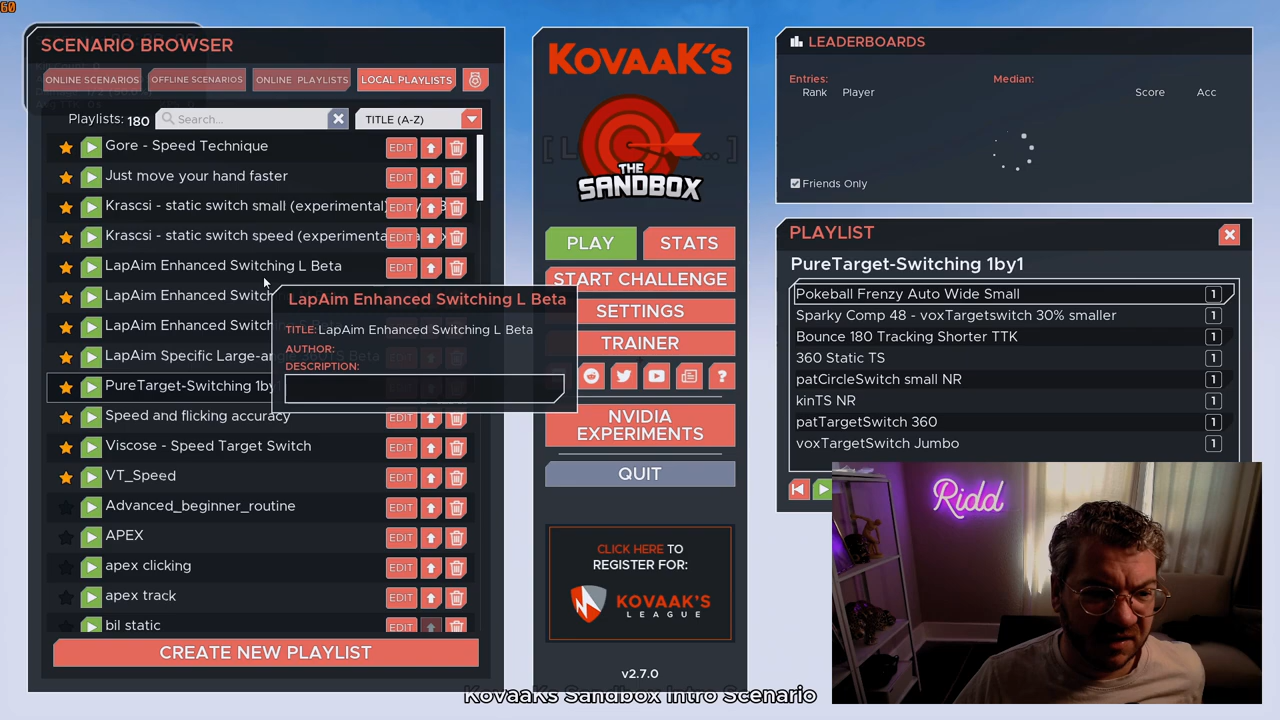 60
SCENARIO BROWSER
ONLINE SCENARIOS
OFFLINE SCENARIOS
ONLINE PLAYLISTS
LOCAL PLAYLISTS
Playlists: 180
Search...
TITLE (A-Z)
Gore - Speed Technique
EDIT
Just move your hand faster
EDIT
Krascsi - static switch small (experimental)
EDIT
Krascsi - static switch speed (experimenta
EDIT
LapAim Enhanced Switching L Beta
EDIT
LapAim Enhanced Switch
LapAim Enhanced Switch
LapAim Specific Large-an
PureTarget-Switching 1by
Speed and flicking accuracy
EDIT
Viscose - Speed Target Switch
EDIT
VT_Speed
EDIT
Advanced_beginner_routine
EDIT
APEX
EDIT
apex clicking
EDIT
apex track
EDIT
bil static
EDIT
CREATE NEW PLAYLIST
LapAim Enhanced Switching L Beta
TITLE:LapAim Enhanced Switching L Beta
AUTHOR:
DESCRIPTION:
KOVAAK'S
THE
SANDBOX
PLAY
STATS
START CHALLENGE
SETTINGS
TRAINER
?
NVIDIA
EXPERIMENTS
QUIT
CLICK HERE TO
REGISTER FOR:
KOVAAK'S
LEAGUE
v2.7.0
KovaaKs Sandbox Intro Scenario
LEADERBOARDS
Entries:
Median:
Rank
Player
Score
Acc
Friends Only
PLAYLIST
PureTarget-Switching 1by1
Pokeball Frenzy Auto Wide Small 1
Sparky Comp 48 - voxTargetswitch 30% smaller 1
Bounce 180 Tracking Shorter TTK 1
360 Static TS 1
patCircleSwitch small NR 1
kinTS NR 1
patTargetSwitch 360 1
voxTargetSwitch Jumbo 1
Ridd